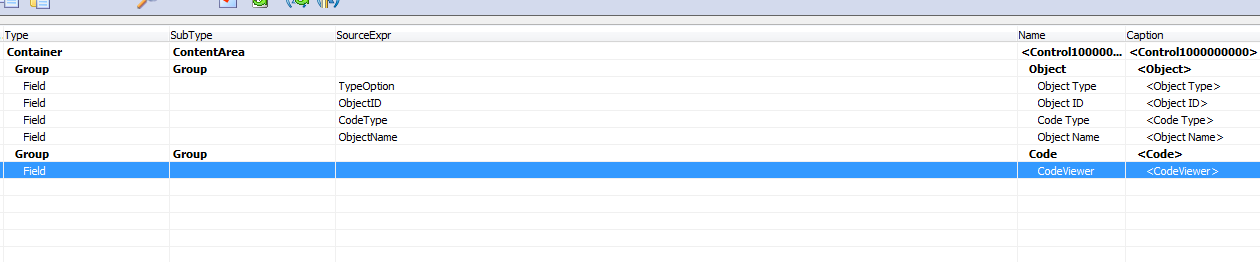 Type SubType SourceExpr Name Caption
Container ContentArea <Control100000... <Control1000000000>
Group Group Object <Object>
Field TypeOption Object Type <Object Type>
Field ObjectID Object ID <Object ID>
Field CodeType Code Type <Code Type>
Field ObjectName Object Name <Object Name>
Group Group Code <Code>
Field CodeViewer <CodeViewer>